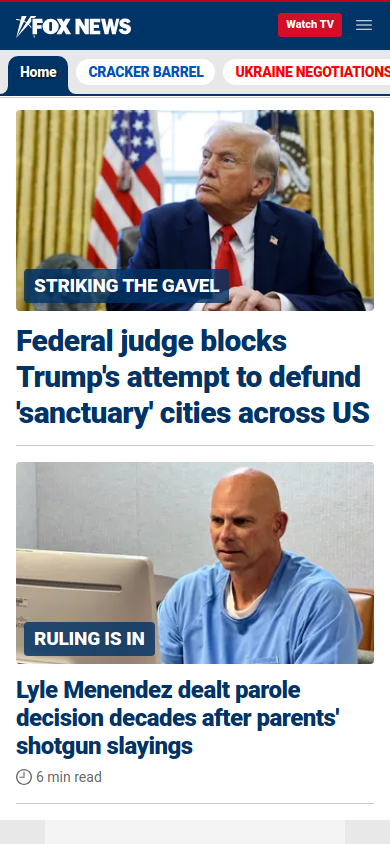 FOX NEWS
Watch TV
Home
CRACKER BARREL
UKRAINE NEGOTIATIONS
STRIKING THE GAVEL
Federal judge blocks
Trump's attempt to defund
'sanctuary' cities across US
RULING IS IN
Lyle Menendez dealt parole
decision decades after parents'
shotgun slayings
6 min read